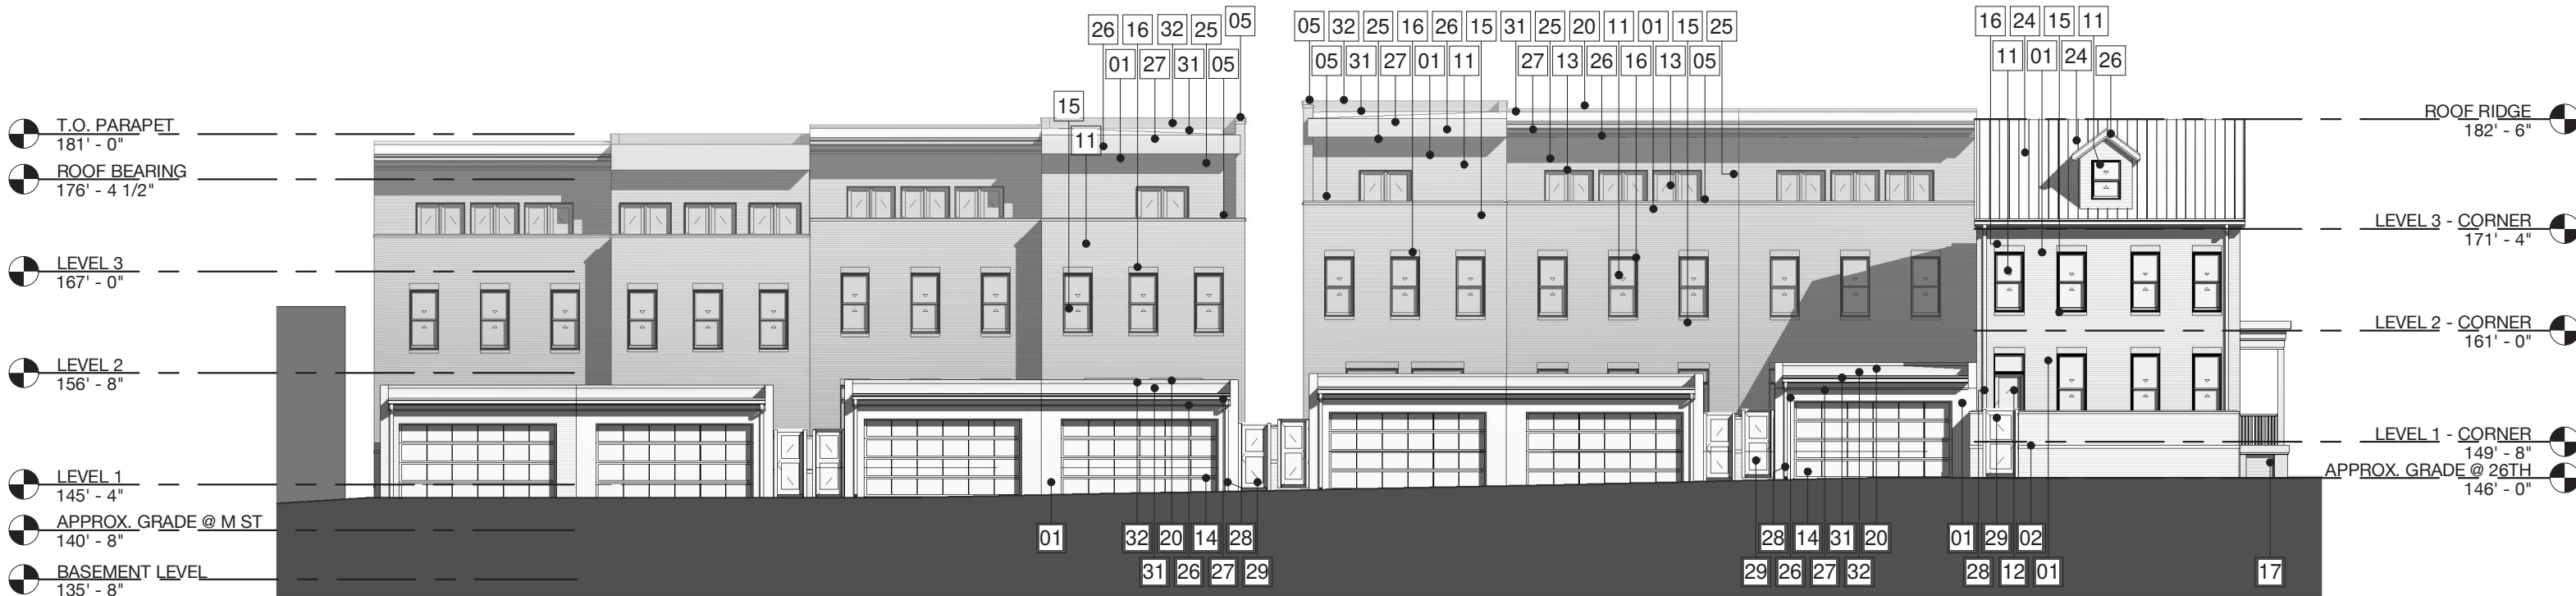 26 16 32 25 05
01 27 31 05
15
11
05 32 25 16 26 15 31 25 20 11 01 15 25
05 31 27 01 11 27 13 26 16 13 05
16 24 15 11
11 01 24 26
T.O. PARAPET
181' - 0"
ROOF BEARING
176' - 4 1/2"
LEVEL 3
167' - 0"
LEVEL 2
156' - 8"
LEVEL 1
145' - 4"
APPROX. GRADE @ M ST
140' - 8"
BASEMENT LEVEL
135' - 8"
ROOF RIDGE
182' - 6"
LEVEL 3 - CORNER
171' - 4"
LEVEL 2 - CORNER
161' - 0"
LEVEL 1 - CORNER
149' - 8"
APPROX. GRADE @ 26TH
146' - 0"
01 32 20 14 28
31 26 27 29
28 14 31 20 01 29 02
29 26 27 32 28 12 01 17